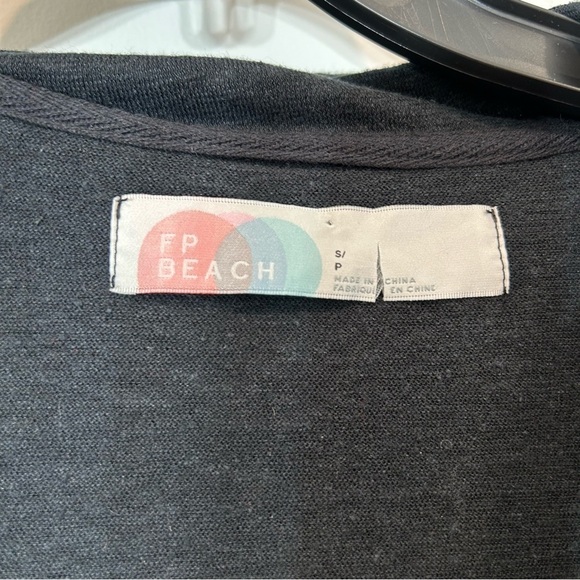 FP
BEACH
S/
P
MADE IN CHINA
FABRIQUÉ EN CHINE